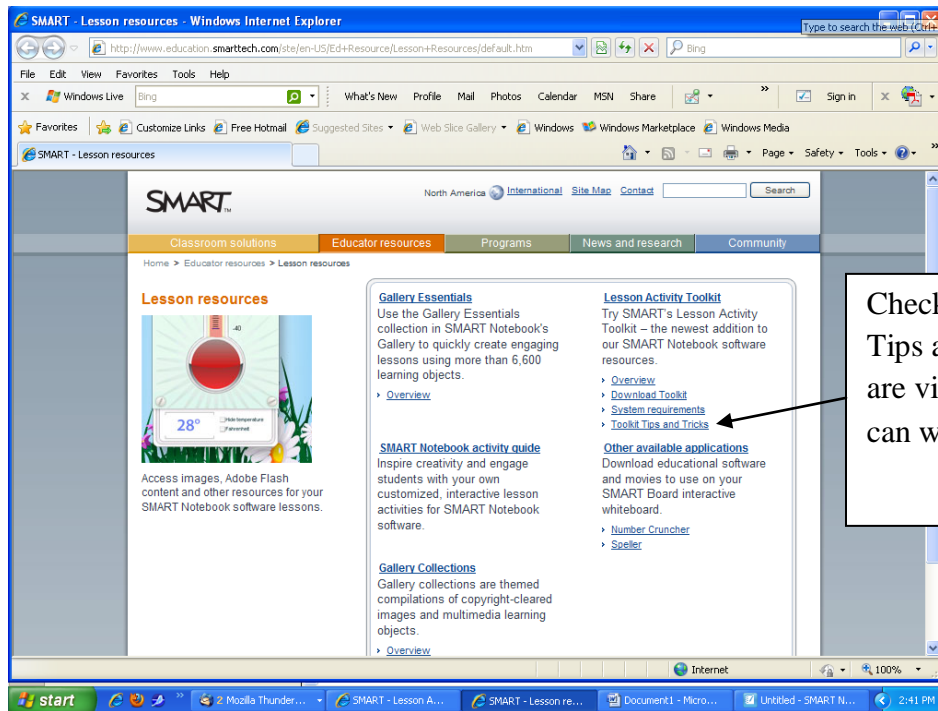 SMART - Lesson resources - Windows Internet Explorer
Type to search the web (Ctrl+
http://www.education.smarttech.com/ste/en-US/Ed+Resource/Lesson+Resources/default.htm
Bing
File Edit View Favorites Tools Help
x Windows Live Bing What's New Profile Mail Photos Calendar MSN Share » Sign in x
Favorites Customize Links Free Hotmail Suggested Sites Web Slice Gallery Windows Windows Marketplace Windows Media
SMART - Lesson resources Page Safety Tools »
SMART™
North America International Site Map Contact Search
Classroom solutions Educator resources Programs News and research Community
Home > Educator resources > Lesson resources
Lesson resources
-40
28°
Hide temperature
Fahrenheit
Access images, Adobe Flash
content and other resources for your
SMART Notebook software lessons.
Gallery Essentials
Use the Gallery Essentials
collection in SMART Notebook's
Gallery to quickly create engaging
lessons using more than 6,600
learning objects.
Overview
SMART Notebook activity guide
Inspire creativity and engage
students with your own
customized, interactive lesson
activities for SMART Notebook
software.
Gallery Collections
Gallery collections are themed
compilations of copyright-cleared
images and multimedia learning
objects.
Overview
Lesson Activity Toolkit
Try SMART's Lesson Activity
Toolkit – the newest addition to
our SMART Notebook software
resources.
Overview
Download Toolkit
System requirements
Toolkit Tips and Tricks
Other available applications
Download educational software
and movies to use on your
SMART Board interactive
whiteboard.
Number Cruncher
Speller
Check
Tips a
are vi
can w
Internet 100%
start » 2 Mozilla Thunder... SMART - Lesson A... SMART - Lesson re... Document1 - Micro... Untitled - SMART N... 2:41 PM